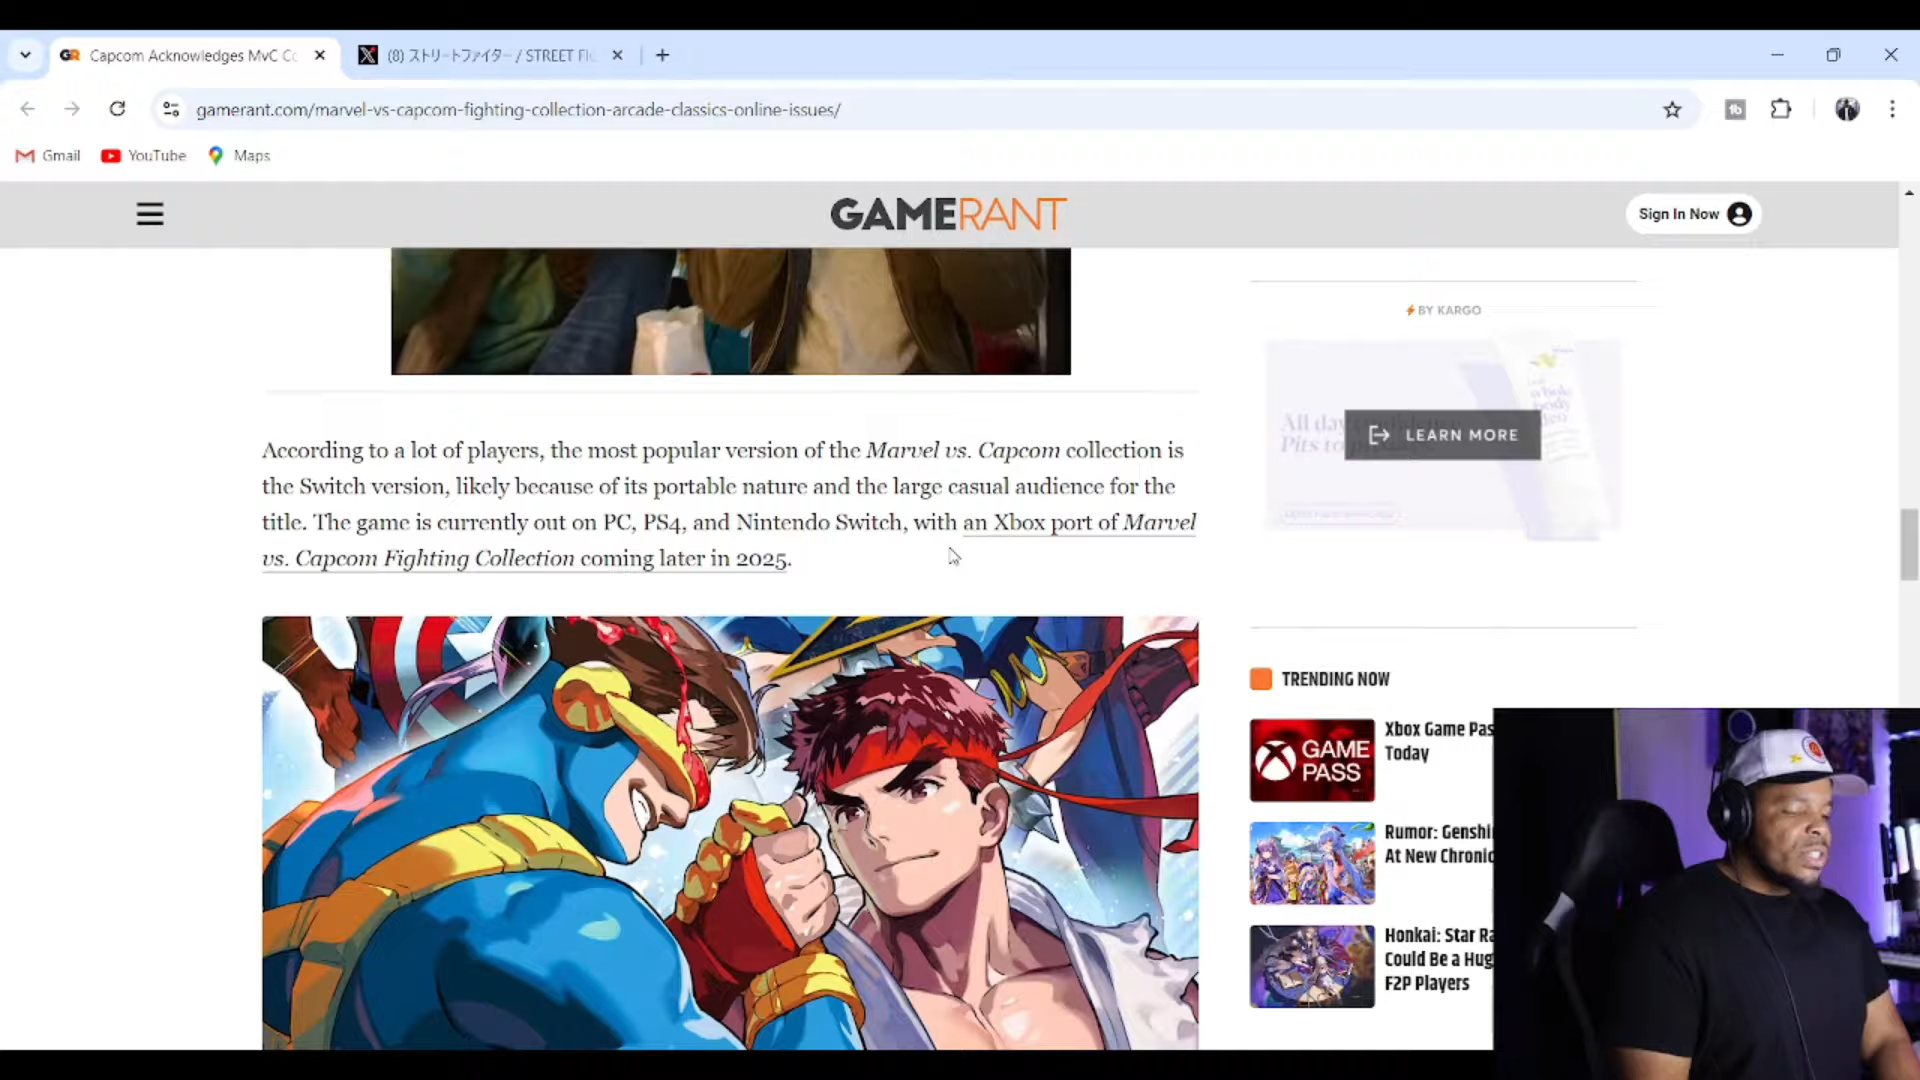 Capcom Acknowledges MvC Co
(8) ストリートファイター / STREET FI
gamerant.com/marvel-vs-capcom-fighting-collection-arcade-classics-online-issues/
Gmail
YouTube
Maps
GAMERANT
Sign In Now
BY KARGO
All day
Pits to
LEARN MORE
According to a lot of players, the most popular version of the Marvel vs. Capcom collection is
the Switch version, likely because of its portable nature and the large casual audience for the
title. The game is currently out on PC, PS4, and Nintendo Switch, with an Xbox port of Marvel
vs. Capcom Fighting Collection coming later in 2025.
TRENDING NOW
GAME
PASS
Xbox Game Pas
Today
Rumor: Genshi
At New Chronic
Honkai: Star Ra
Could Be a Hug
F2P Players